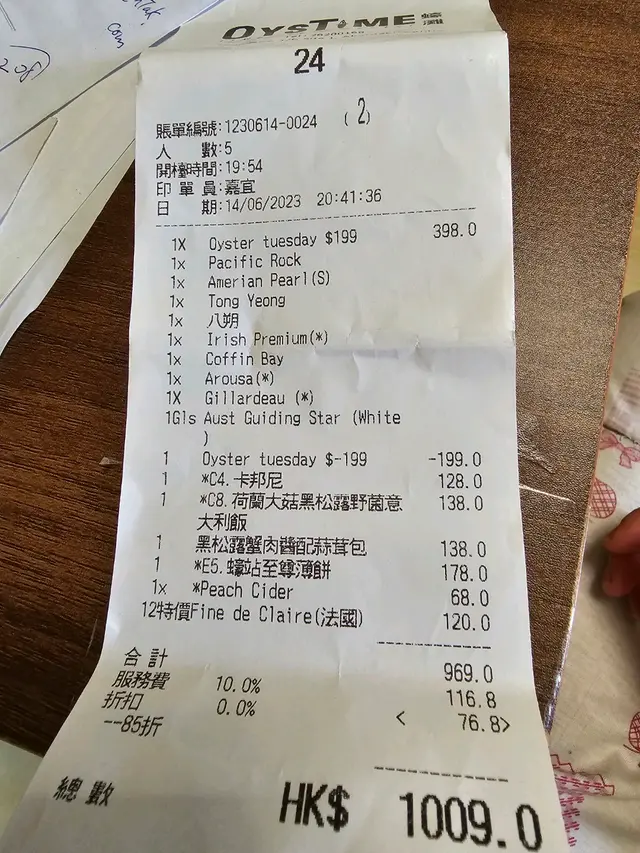 OYSTIME 蠔灘
24
賬單編號:1230614-0024 (2)
人 數:5
開檯時間:19:54
印單員:嘉宜
日 期:14/06/2023 20:41:36
1X Oyster tuesday $199 398.0
1x Pacific Rock
1x Amerian Pearl(S)
1x Tong Yeong
1x 八朔
1x Irish Premium(*)
1x Coffin Bay
1x Arousa(*)
1X Gillardeau (*)
1Gls Aust Guiding Star (White
)
1 Oyster tuesday $-199 -199.0
1 *C4.卡邦尼 128.0
1 *C8.荷蘭大菇黑松露野菌意 138.0
大利飯
1 黑松露蟹肉醬配蒜茸包 138.0
1 *E5.蠔站至尊薄餅 178.0
1x *Peach Cider 68.0
12特價Fine de Claire(法國) 120.0
合計 969.0
服務費 10.0% 116.8
折扣 0.0% < 76.8>
--85折
總數 HK$ 1009.0